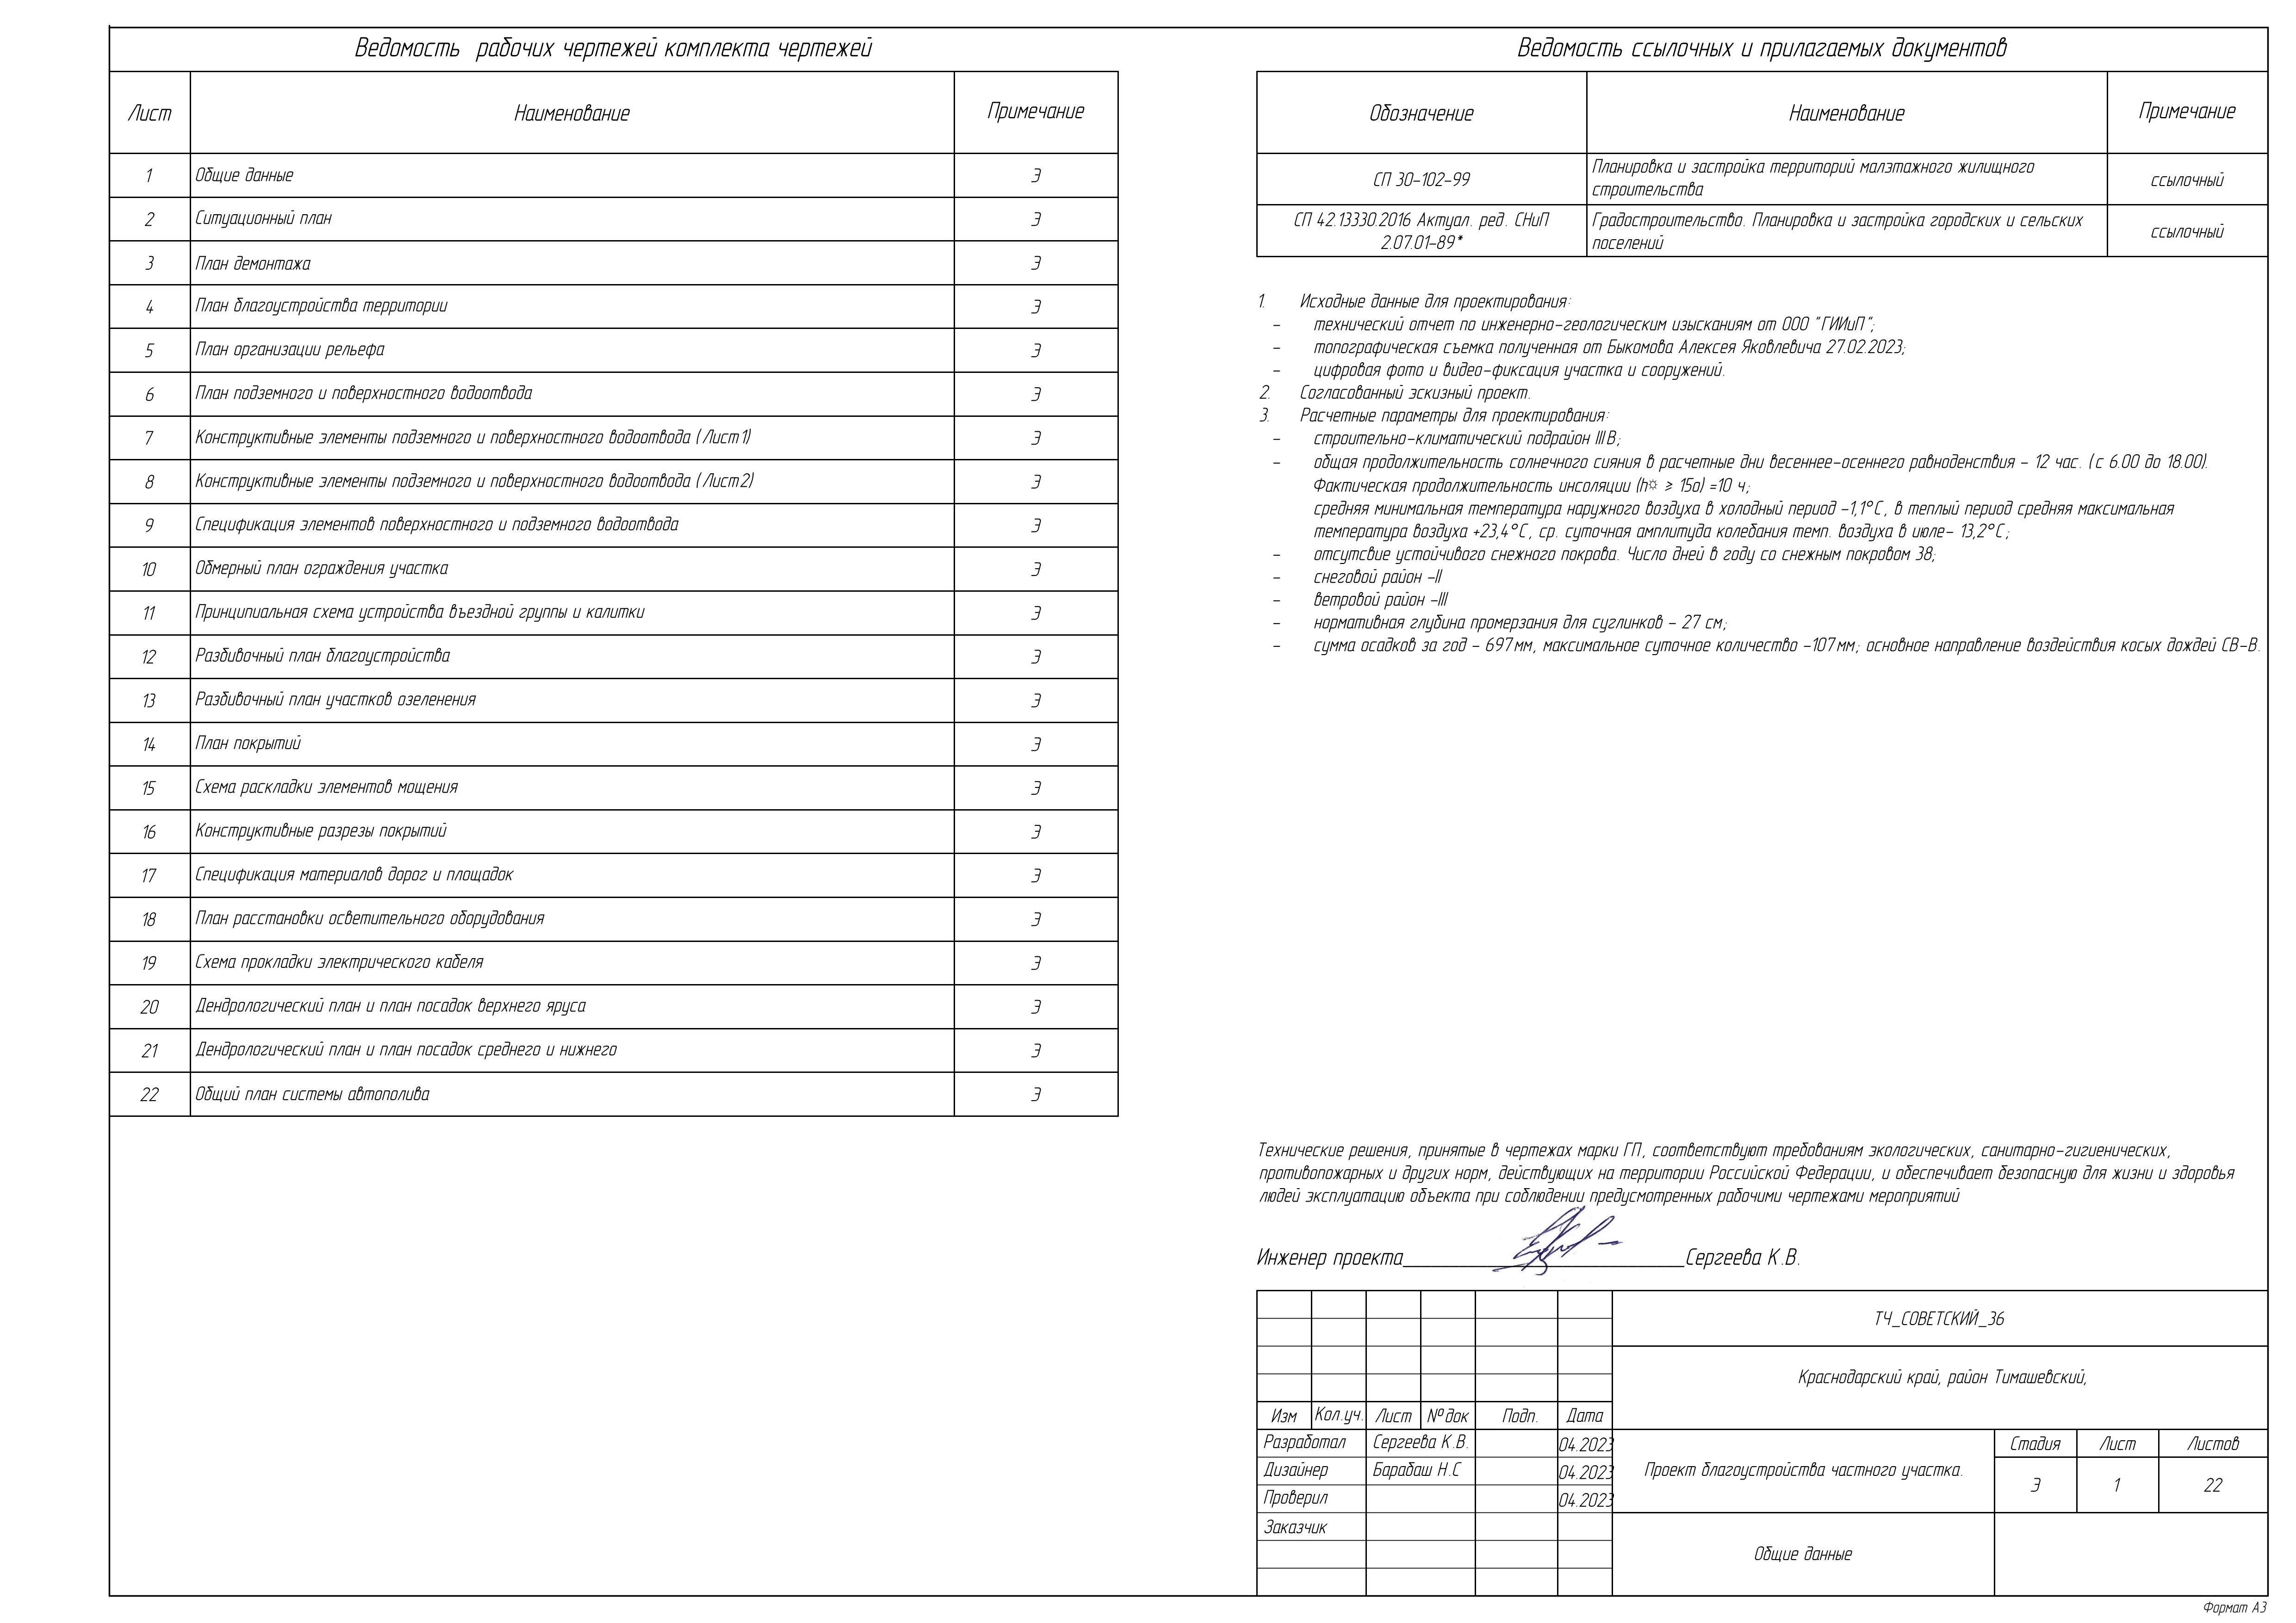 Ведомость рабочих чертежей комплекта чертежей
Лист Наименование Примечание
1 Общие данные Э
2 Ситуационный план Э
3 План демонтажа Э
4 План благоустройства территории Э
5 План организации рельефа Э
6 План подземного и поверхностного водоотвода Э
7 Конструктивные элементы подземного и поверхностного водоотвода (Лист1) Э
8 Конструктивные элементы подземного и поверхностного водоотвода (Лист2) Э
9 Спецификация элементов поверхностного и подземного водоотвода Э
10 Обмерный план ограждения участка Э
11 Принципиальная схема устройства въездной группы и калитки Э
12 Разбивочный план благоустройства Э
13 Разбивочный план участков озеленения Э
14 План покрытий Э
15 Схема раскладки элементов мощения Э
16 Конструктивные разрезы покрытий Э
17 Спецификация материалов дорог и площадок Э
18 План расстановки осветительного оборудования Э
19 Схема прокладки электрического кабеля Э
20 Дендрологический план и план посадок верхнего яруса Э
21 Дендрологический план и план посадок среднего и нижнего Э
22 Общий план системы автополива Э
Ведомость ссылочных и прилагаемых документов
Обозначение Наименование Примечание
СП 30-102-99 Планировка и застройка территорий малэтажного жилищного
строительства ссылочный
СП 42.13330.2016 Актуал. ред. СНиП
2.07.01-89* Градостроительство. Планировка и застройка городских и сельских
поселений ссылочный
1. Исходные данные для проектирования:
- технический отчет по инженерно-геологическим изысканиям от ООО "ГИИиП";
- топографическая съемка полученная от Быкомова Алексея Яковлевича 27.02.2023;
- цифровая фото и видео-фиксация участка и сооружений.
2. Согласованный эскизный проект.
3. Расчетные параметры для проектирования:
- строительно-климатический подрайон III В;
- общая продолжительность солнечного сияния в расчетные дни весеннее-осеннего равноденствия - 12 час. (с 6.00 до 18.00).
Фактическая продолжительность инсоляции (h☼ ≥ 15о) =10 ч;
средняя минимальная температура наружного воздуха в холодный период -1,1°С, в теплый период средняя максимальная
температура воздуха +23,4°С, ср. суточная амплитуда колебания темп. воздуха в июле- 13,2°С;
- отсутсвие устойчивого снежного покрова. Число дней в году со снежным покровом 38;
- снеговой район -II
- ветровой район -III
- нормативная глубина промерзания для суглинков - 27 см;
- сумма осадков за год - 697мм, максимальное суточное количество -107мм; основное направление воздействия косых дождей СВ-В.
Технические решения, принятые в чертежах марки ГП, соответствуют требованиям экологических, санитарно-гигиенических,
противопожарных и других норм, действующих на территории Российской Федерации, и обеспечивает безопасную для жизни и здоровья
людей эксплуатацию объекта при соблюдении предусмотренных рабочими чертежами мероприятий
Инженер проекта Сергеева К.В.
ТЧ_СОВЕТСКИЙ_36
Краснодарский край, район Тимашевский,
Изм Кол.уч. Лист №док Подп. Дата
Разработал Сергеева К.В. 04.2023
Дизайнер Барабаш Н.С 04.2023
Проверил 04.2023
Заказчик
Проект благоустройства частного участка.
Стадия Лист Листов
Э 1 22
Общие данные
Формат А3